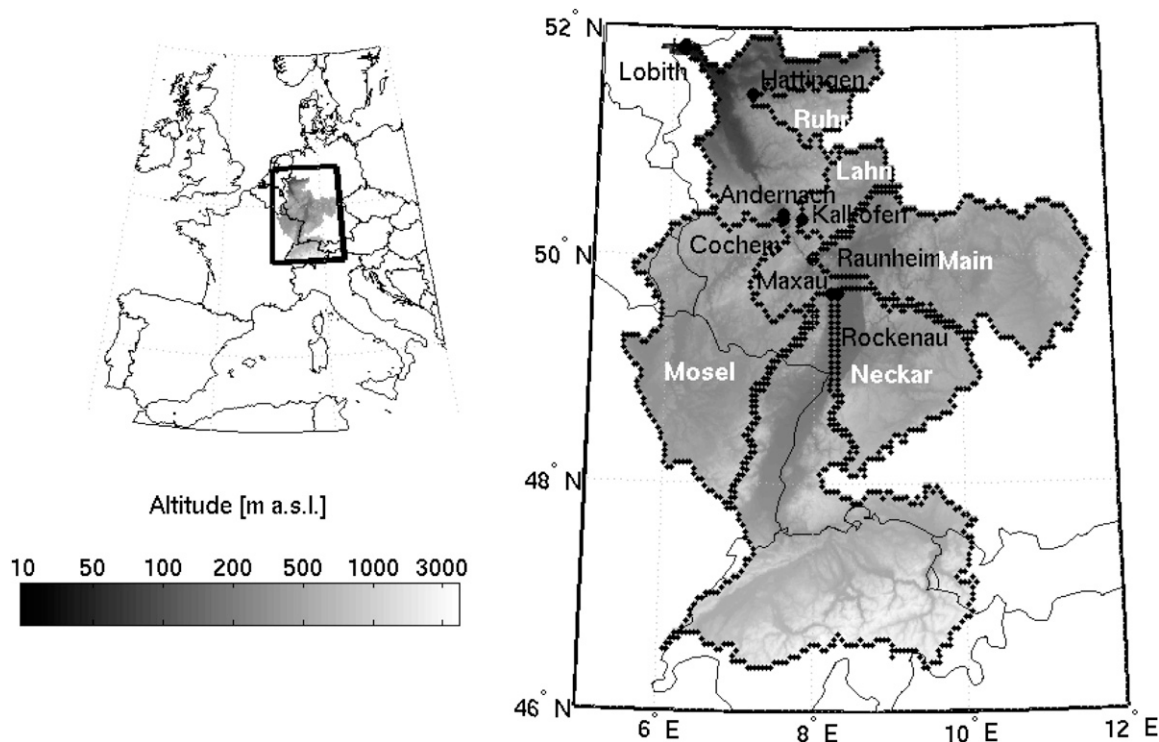 52° N
Lobith
Hattingen
Ruhr
Lahn
Andernach
Kalkofen
50° N
Cochem
Raunheim
Main
Maxau
Rockenau
Mosel
Neckar
48° N
Altitude [m a.s.l.]
10 50 100 200 500 1000 3000
46° N
6° E 8° E 10° E 12° E